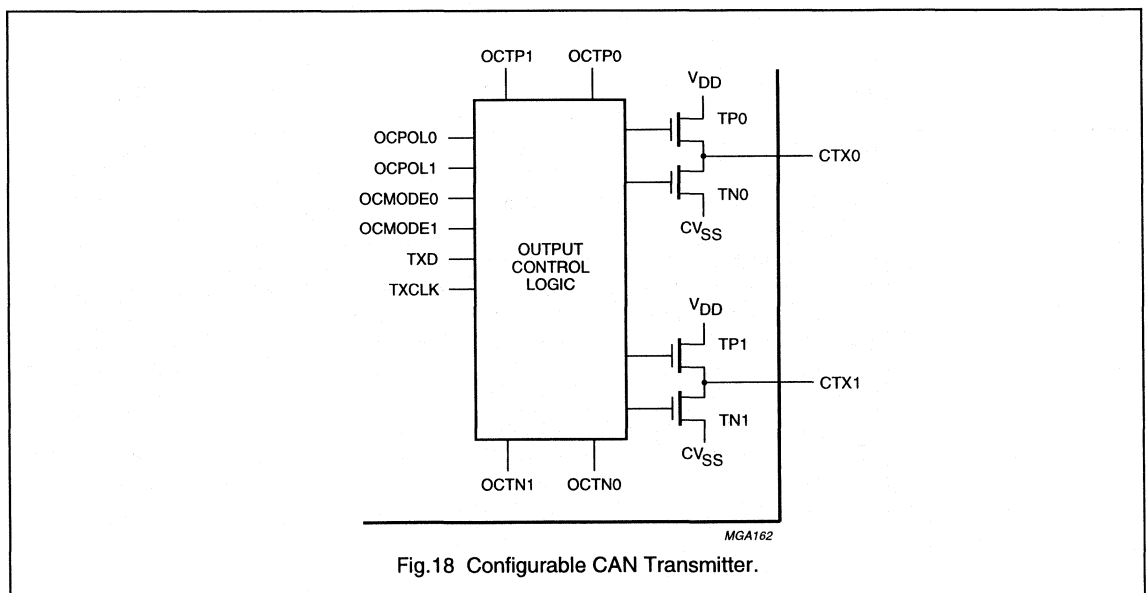 OCTP1 OCTP0
VDD
TP0
OCPOL0
CTX0
OCPOL1
TN0
OCMODE0
CVSS
OCMODE1
OUTPUT
CONTROL
LOGIC
TXD
TXCLK
VDD
TP1
CTX1
TN1
CVSS
OCTN1 OCTN0
MGA162
Fig.18 Configurable CAN Transmitter.